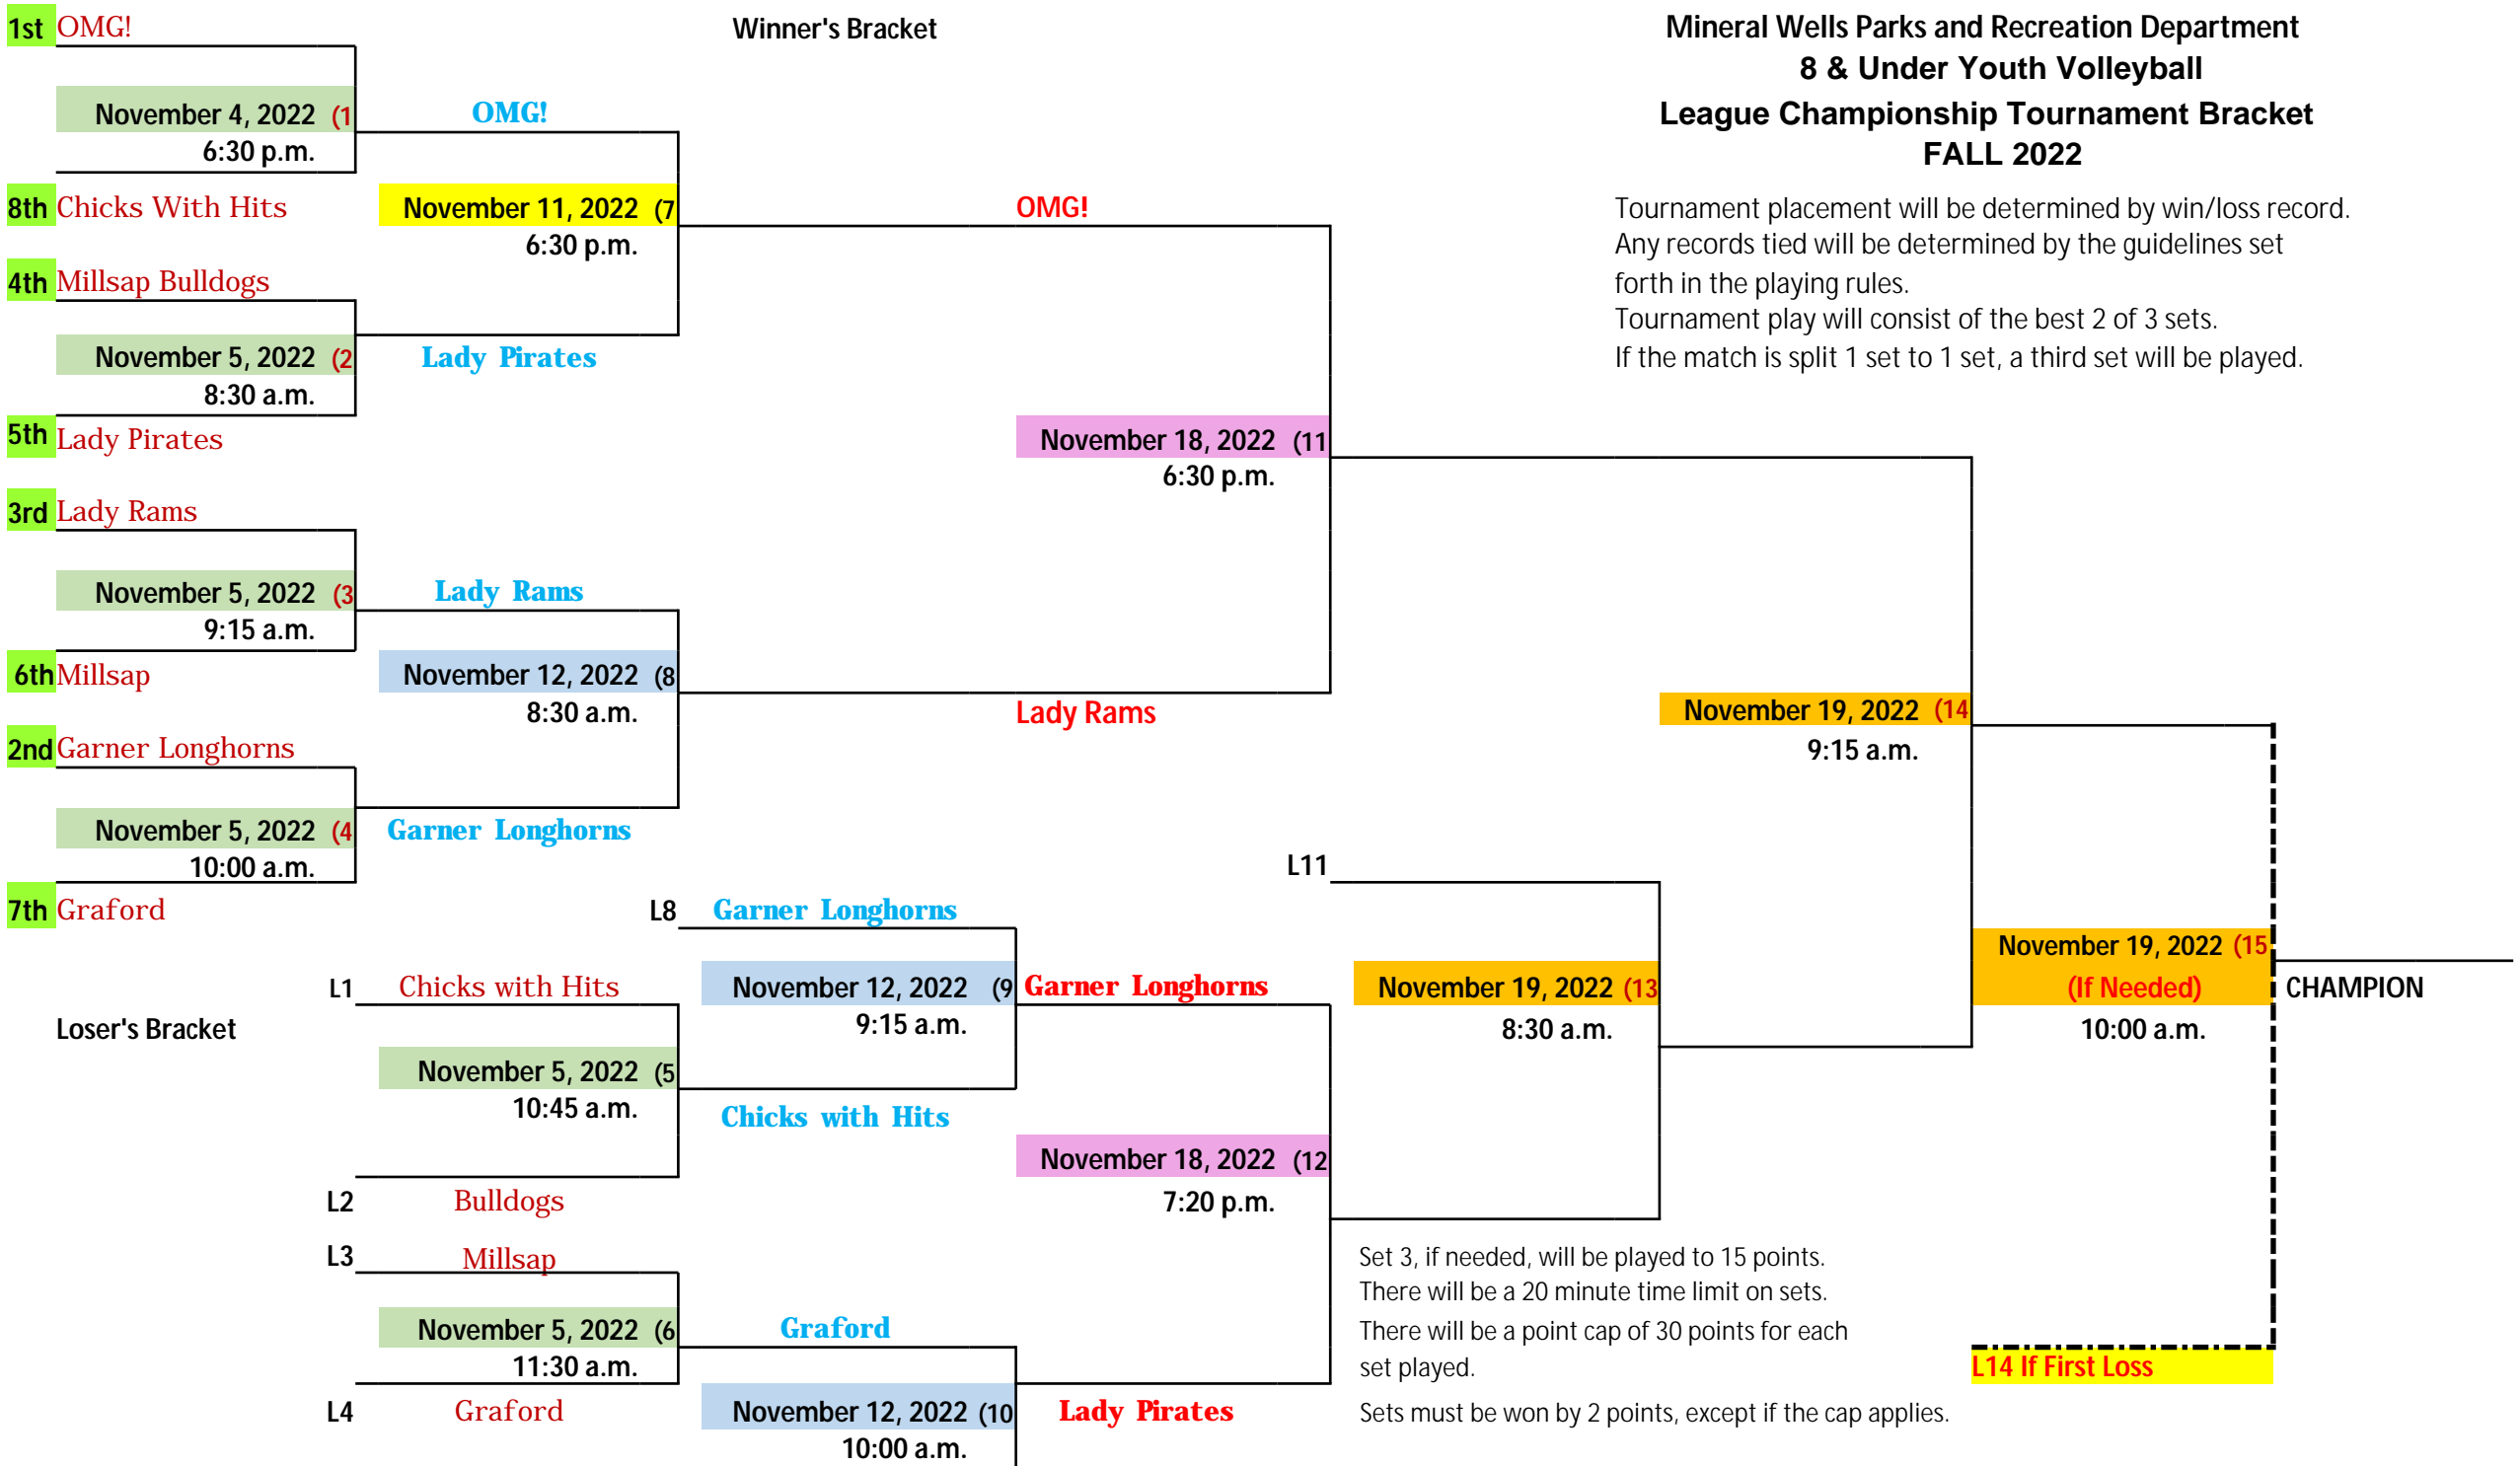 1st OMG!
Winner's Bracket
Mineral Wells Parks and Recreation Department
8 & Under Youth Volleyball
League Championship Tournament Bracket
FALL 2022
November 4, 2022 (1
OMG!
6:30 p.m.
8th Chicks With Hits
November 11, 2022 (7
OMG!
6:30 p.m.
Tournament placement will be determined by win/loss record.
Any records tied will be determined by the guidelines set
forth in the playing rules.
Tournament play will consist of the best 2 of 3 sets.
If the match is split 1 set to 1 set, a third set will be played.
4th Millsap Bulldogs
November 5, 2022 (2
Lady Pirates
8:30 a.m.
5th Lady Pirates
November 18, 2022 (11
6:30 p.m.
3rd Lady Rams
November 5, 2022 (3
Lady Rams
9:15 a.m.
6th Millsap
November 12, 2022 (8
8:30 a.m.
Lady Rams
November 19, 2022 (14
9:15 a.m.
2nd Garner Longhorns
November 5, 2022 (4
Garner Longhorns
10:00 a.m.
L11
7th Graford
L8 Garner Longhorns
November 19, 2022 (15
(If Needed)
10:00 a.m.
CHAMPION
L1 Chicks with Hits
November 12, 2022 (9
Garner Longhorns
November 19, 2022 (13
9:15 a.m.
8:30 a.m.
Loser's Bracket
November 5, 2022 (5
10:45 a.m.
Chicks with Hits
November 18, 2022 (12
7:20 p.m.
L2 Bulldogs
L3 Millsap
Set 3, if needed, will be played to 15 points.
There will be a 20 minute time limit on sets.
There will be a point cap of 30 points for each
set played.
November 5, 2022 (6
Graford
11:30 a.m.
L14 If First Loss
L4 Graford
November 12, 2022 (10
Lady Pirates
Sets must be won by 2 points, except if the cap applies.
10:00 a.m.